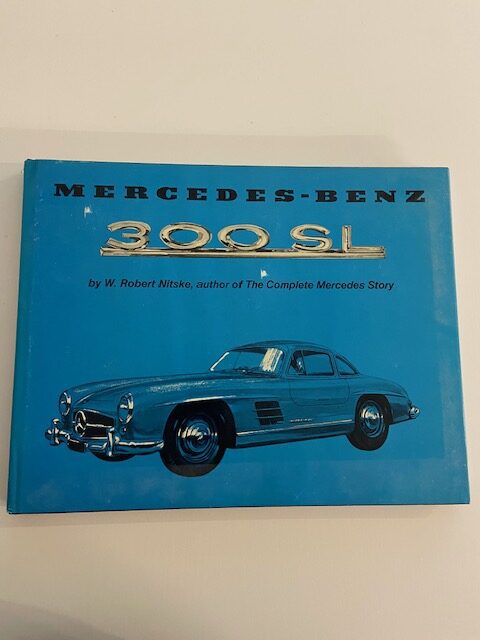 MERCEDES-BENZ
300 SL
by W. Robert Nitske, author of The Complete Mercedes Story